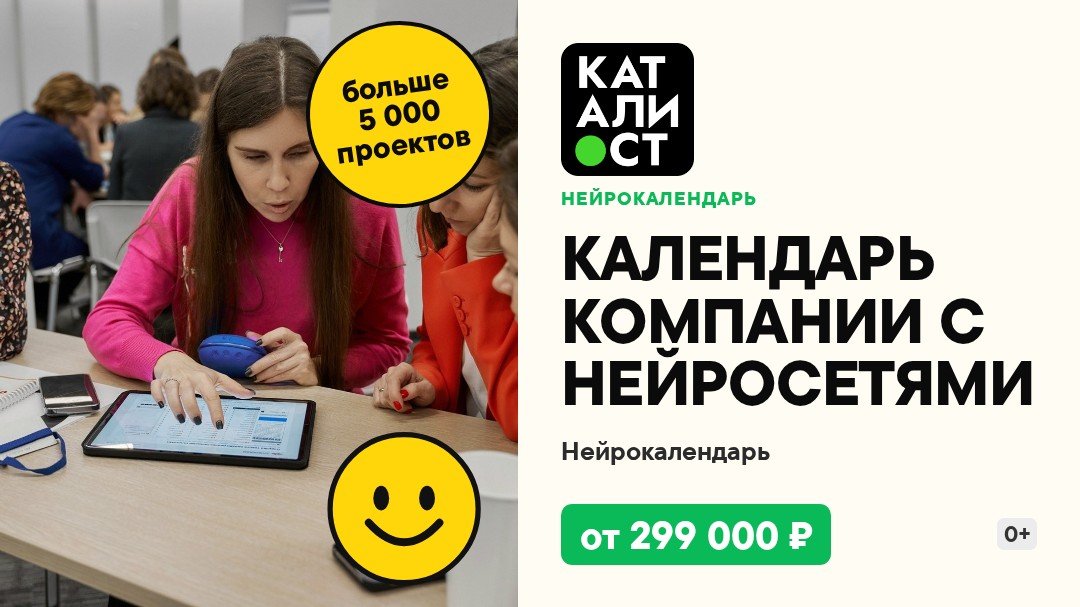 больше
5 000
проектов
КАТ
АЛИ
СТ
НЕЙРОКАЛЕНДАРЬ
КАЛЕНДАРЬ
КОМПАНИИ С
НЕЙРОСЕТЯМИ
Нейрокалендарь
от 299 000 ₽
0+